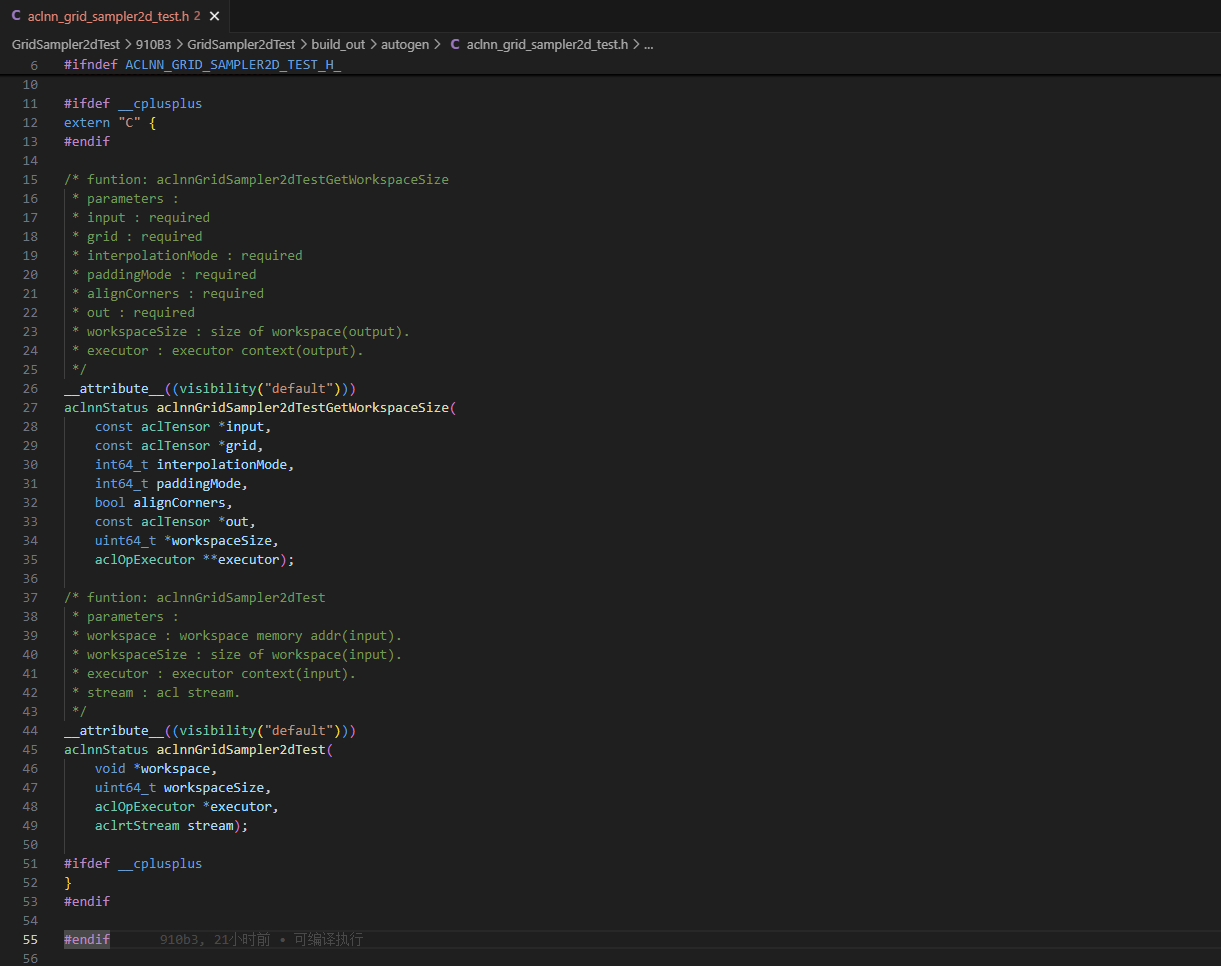 C aclnn_grid_sampler2d_test.h 2 ×
GridSampler2dTest > 910B3 > GridSampler2dTest > build_out > autogen > C aclnn_grid_sampler2d_test.h > ...
6 #ifndef ACLNN_GRID_SAMPLER2D_TEST_H_
10
11 #ifdef __cplusplus
12 extern "C" {
13 #endif
14
15 /* funtion: aclnnGridSampler2dTestGetWorkspaceSize
16 * parameters :
17 * input : required
18 * grid : required
19 * interpolationMode : required
20 * paddingMode : required
21 * alignCorners : required
22 * out : required
23 * workspaceSize : size of workspace(output).
24 * executor : executor context(output).
25 */
26 __attribute__((visibility("default")))
27 aclnnStatus aclnnGridSampler2dTestGetWorkspaceSize(
28 const aclTensor *input,
29 const aclTensor *grid,
30 int64_t interpolationMode,
31 int64_t paddingMode,
32 bool alignCorners,
33 const aclTensor *out,
34 uint64_t *workspaceSize,
35 aclOpExecutor **executor);
36
37 /* funtion: aclnnGridSampler2dTest
38 * parameters :
39 * workspace : workspace memory addr(input).
40 * workspaceSize : size of workspace(input).
41 * executor : executor context(input).
42 * stream : acl stream.
43 */
44 __attribute__((visibility("default")))
45 aclnnStatus aclnnGridSampler2dTest(
46 void *workspace,
47 uint64_t workspaceSize,
48 aclOpExecutor *executor,
49 aclrtStream stream);
50
51 #ifdef __cplusplus
52 }
53 #endif
54
55 #endif 910b3, 21小时前 • 可编译执行
56